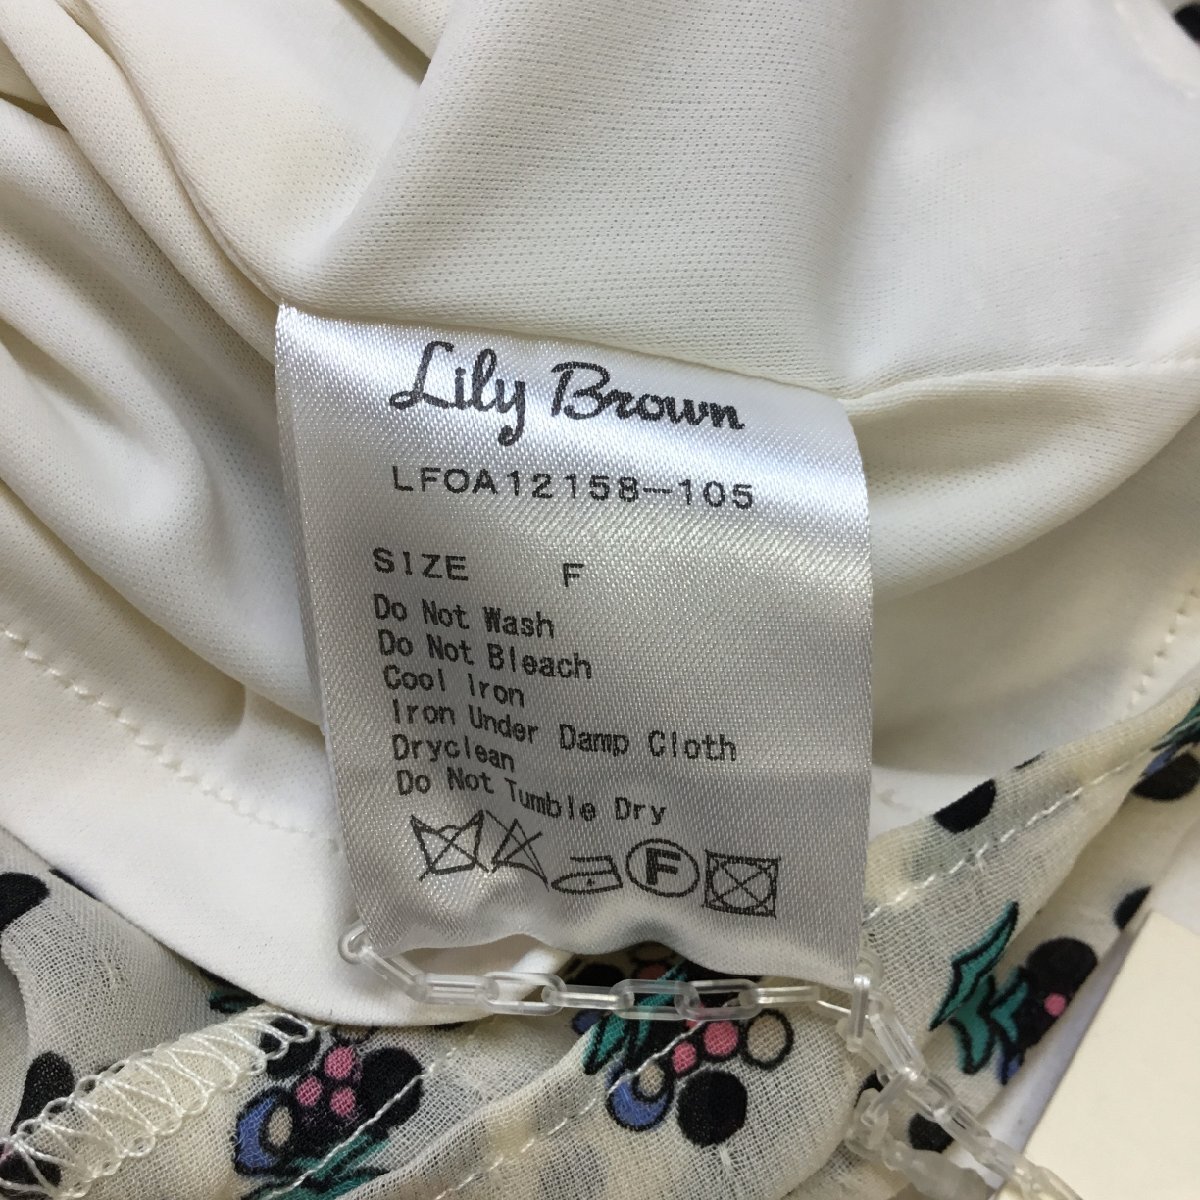 Lily Brown
LFOA12158-105
SIZE F
Do Not Wash
Do Not Bleach
Cool Iron
Iron Under Damp Cloth
Dryclean
Do Not Tumble Dry
F